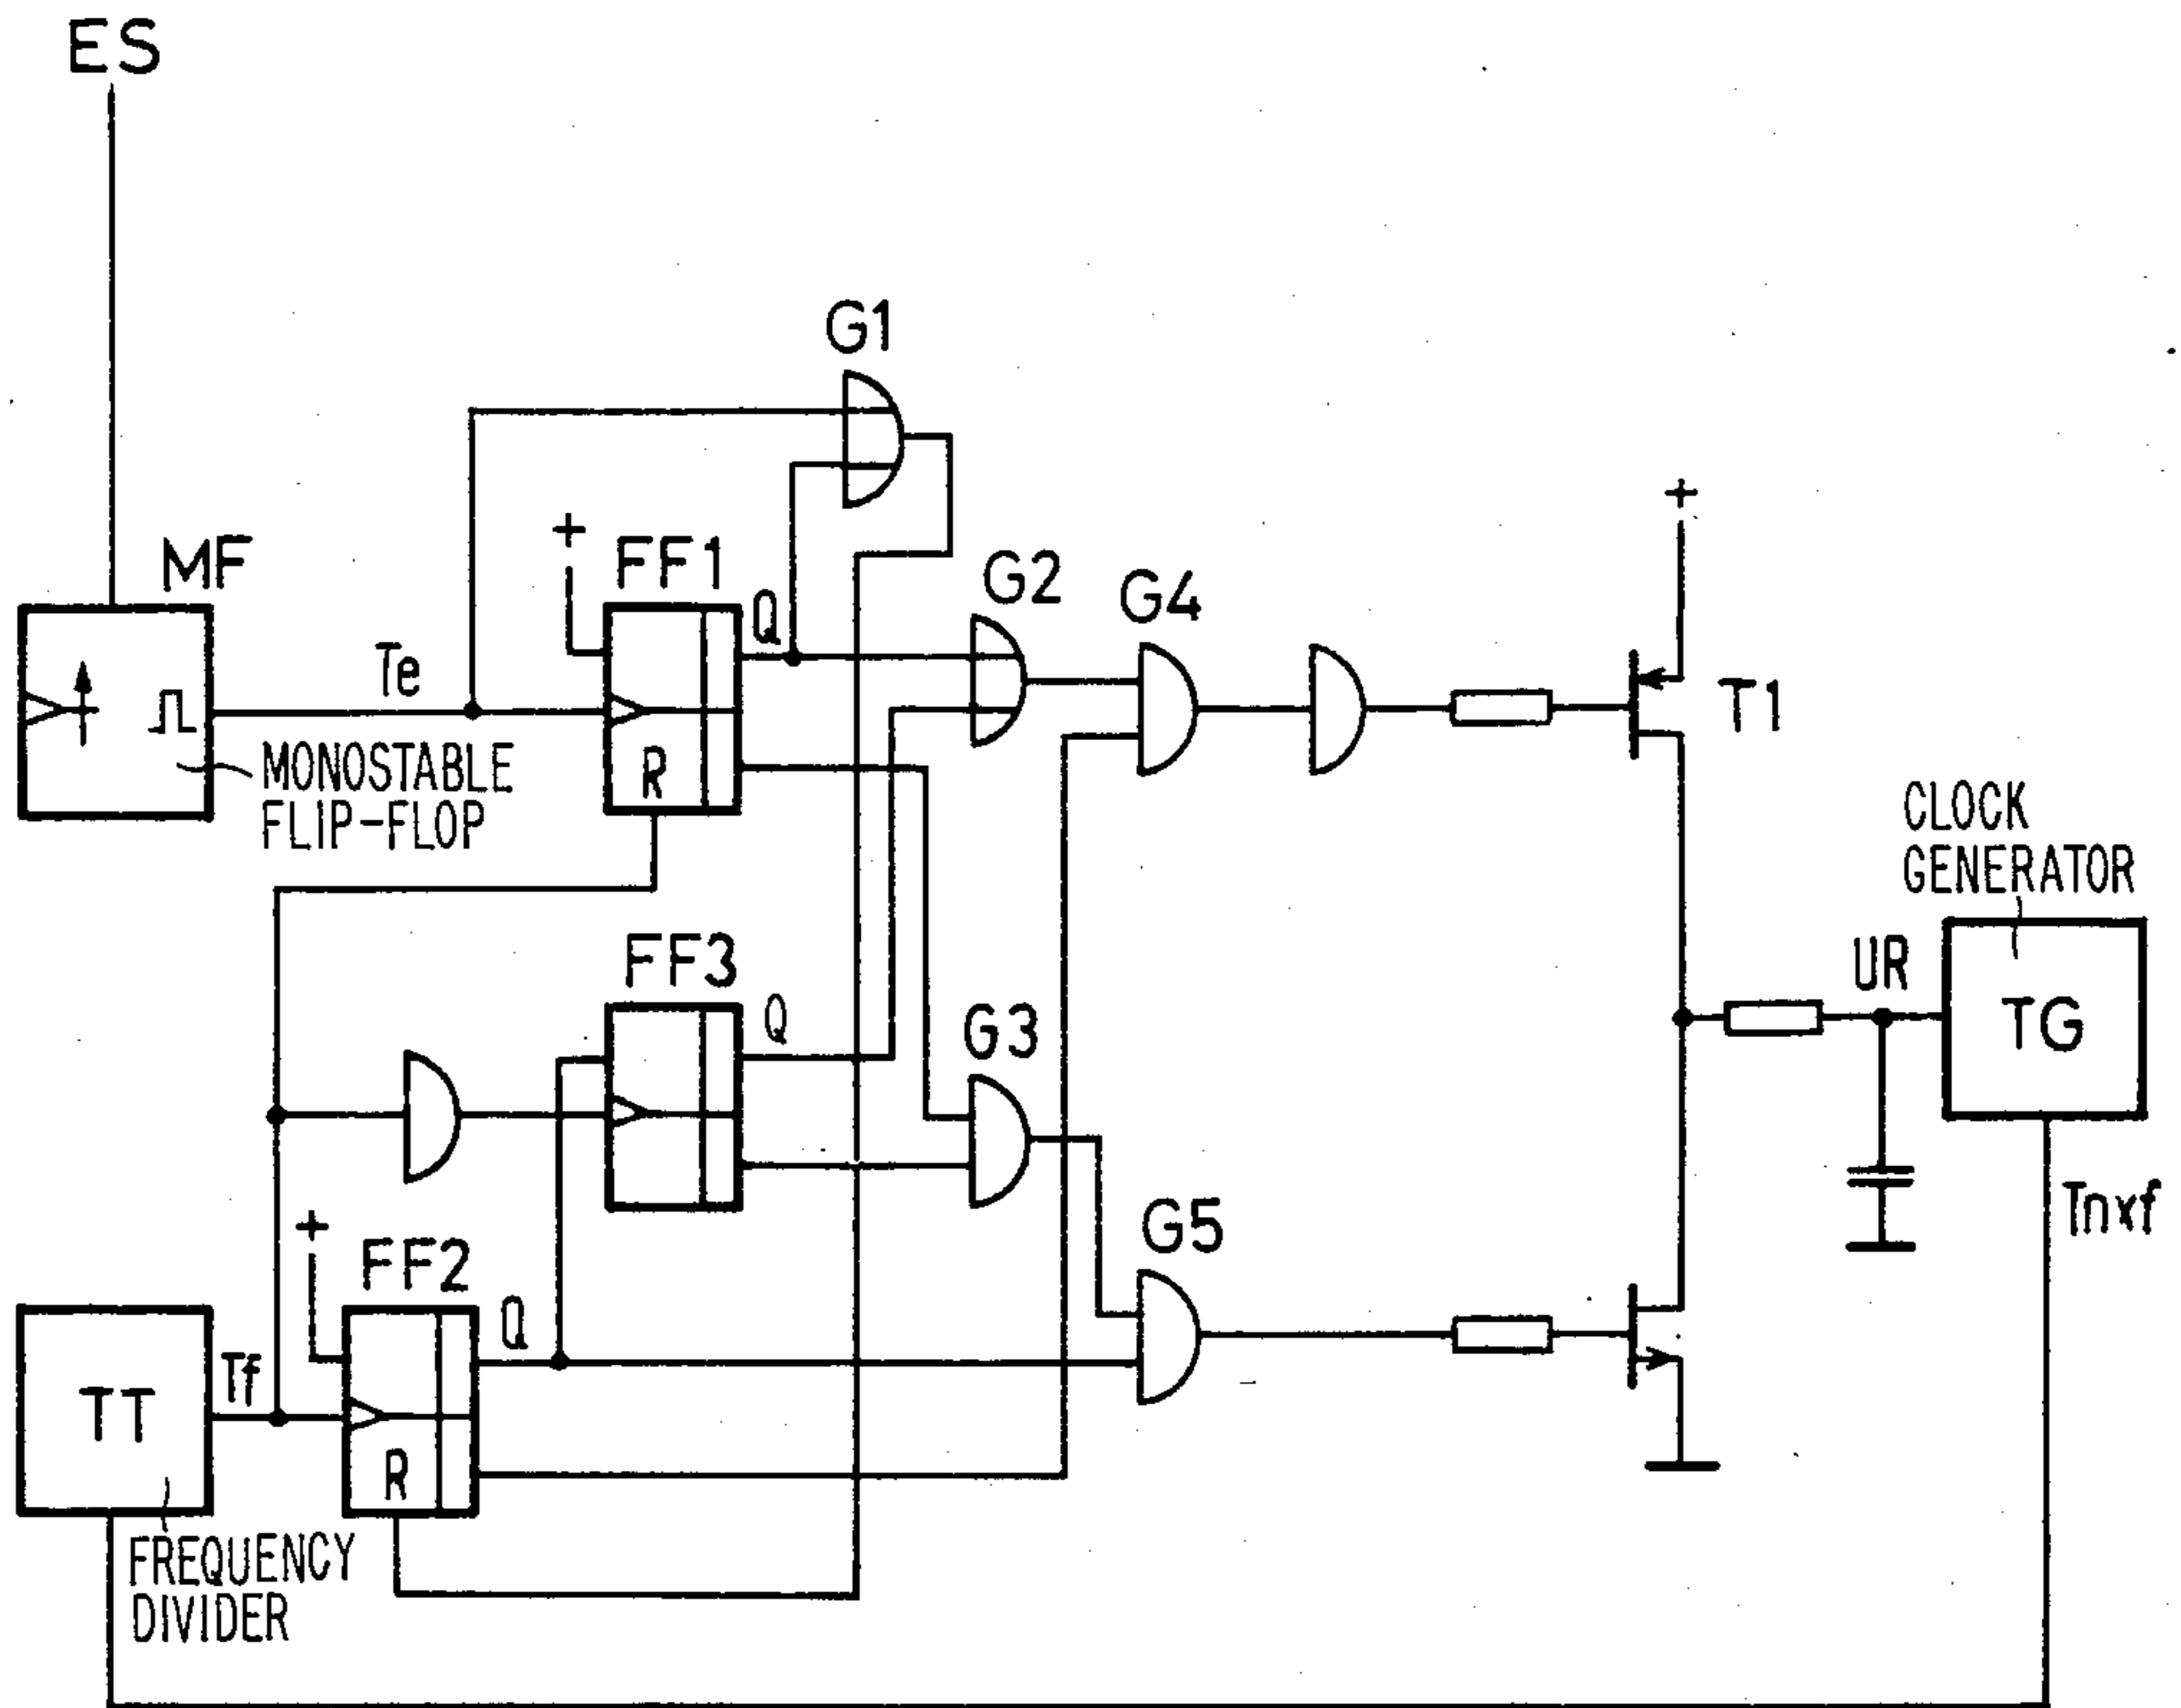 ES
G1
+
+
MF
FF1
Q
G2
G4
Te
T1
R
MONOSTABLE
FLIP-FLOP
CLOCK
GENERATOR
FF3
UR
Q
G3
TG
+
FF2
G5
Tnxf
Q
Tf
TT
R
FREQUENCY
DIVIDER